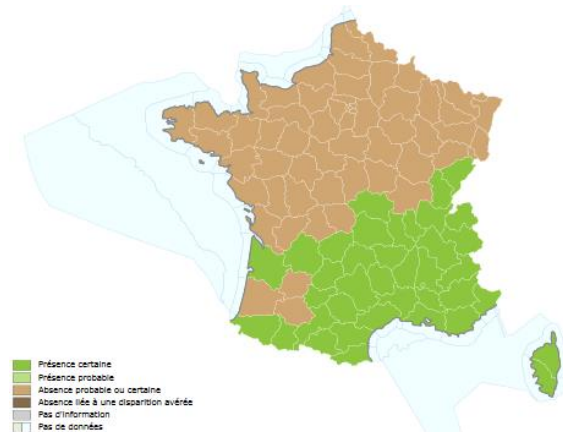 Présence certaine
Présence probable
Absence probable ou certaine
Absence liée à une disparition avérée
Pas d'information
Pas de données